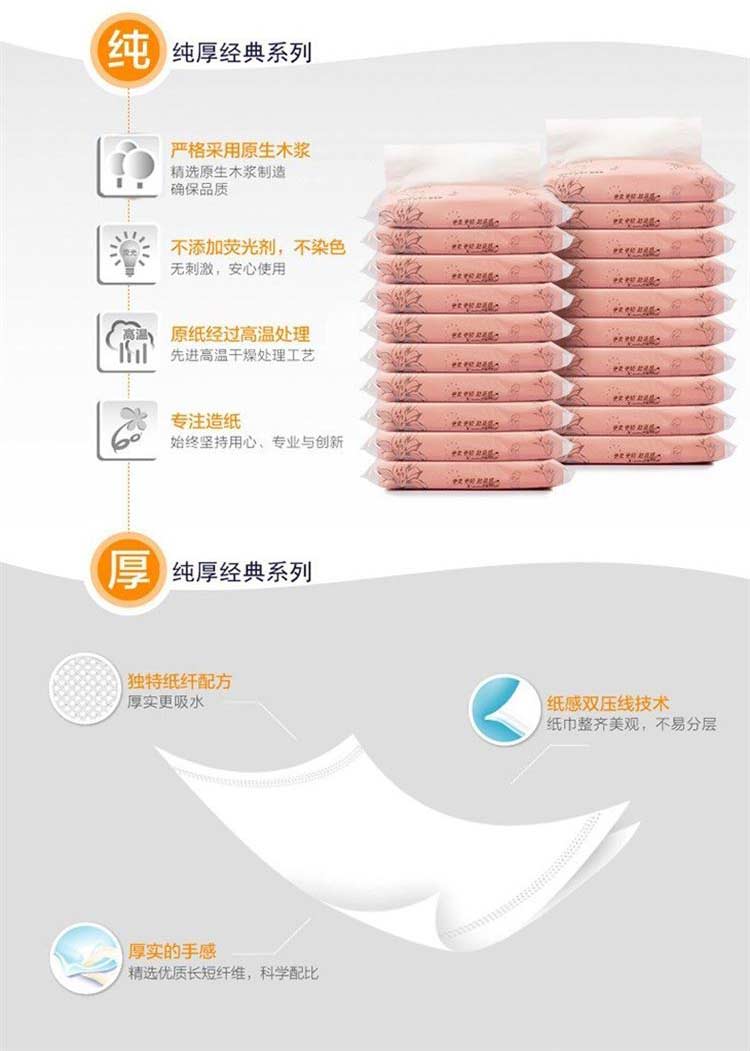 纯
纯厚经典系列
严格采用原生木浆
精选原生木浆制造
确保品质
荧光
不添加荧光剂，不染色
无刺激，安心使用
高温
原纸经过高温处理
先进高温干燥处理工艺
专注造纸
始终坚持用心、专业与创新
厚
纯厚经典系列
独特纸纤配方
厚实更吸水
纸感双压线技术
纸巾整齐美观，不易分层
厚实的手感
精选优质长短纤维，科学配比